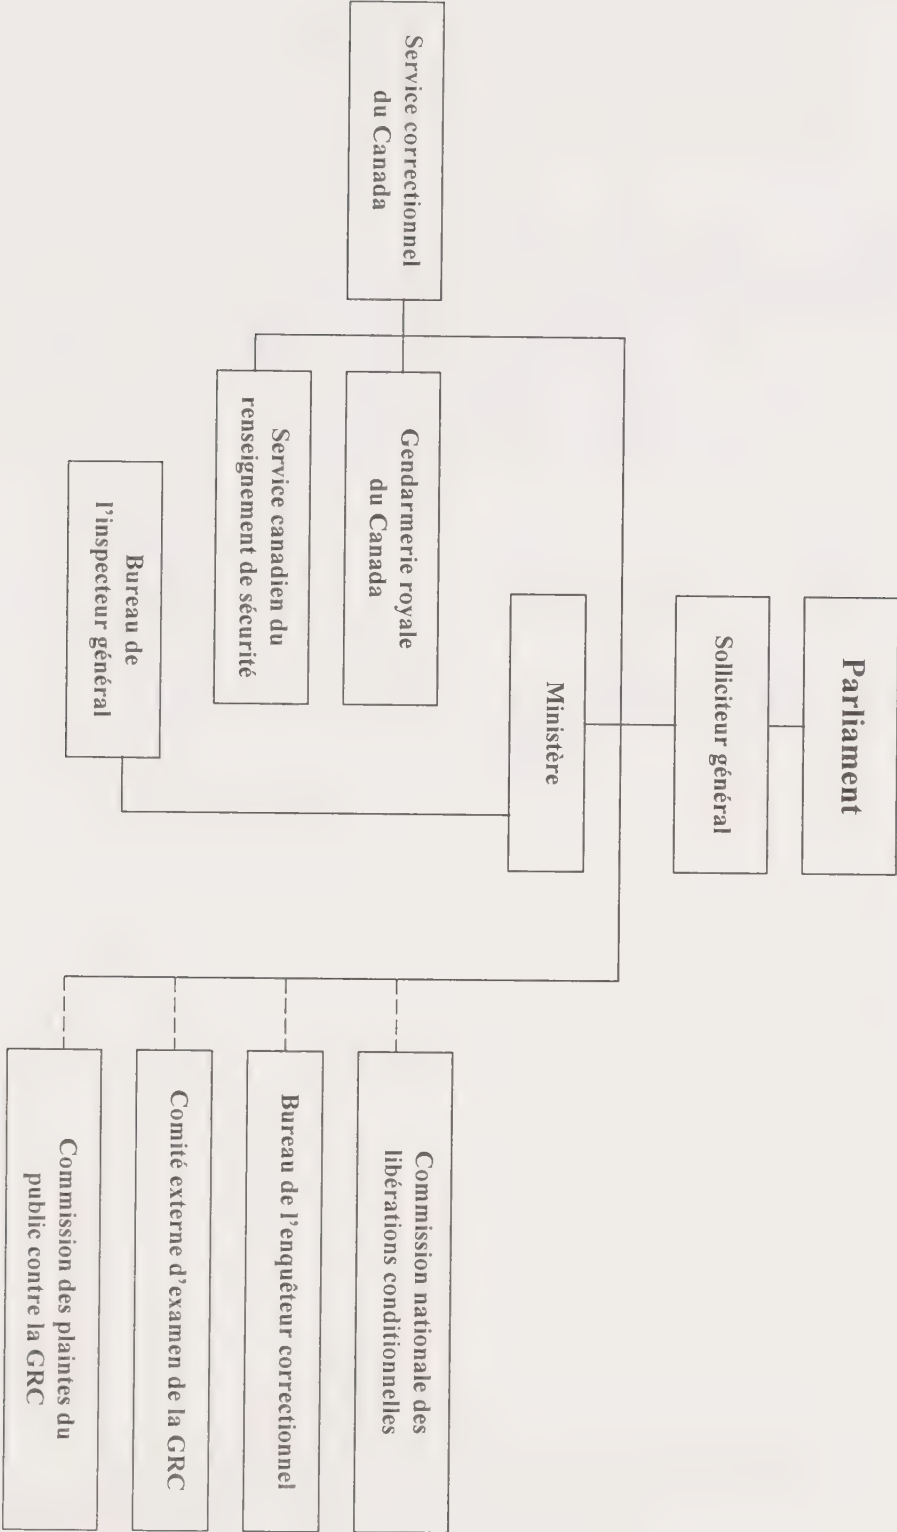 Parliament
Solliciteur général
Ministère
Service correctionnel
du Canada
Gendarmerie royale
du Canada
Service canadien du
renseignement de sécurité
Bureau de
l'inspecteur général
Commission nationale des
libérations conditionnelles
Bureau de l'enquêteur correctionnel
Comité externe d'examen de la GRC
Commission des plaintes du
public contre la GRC